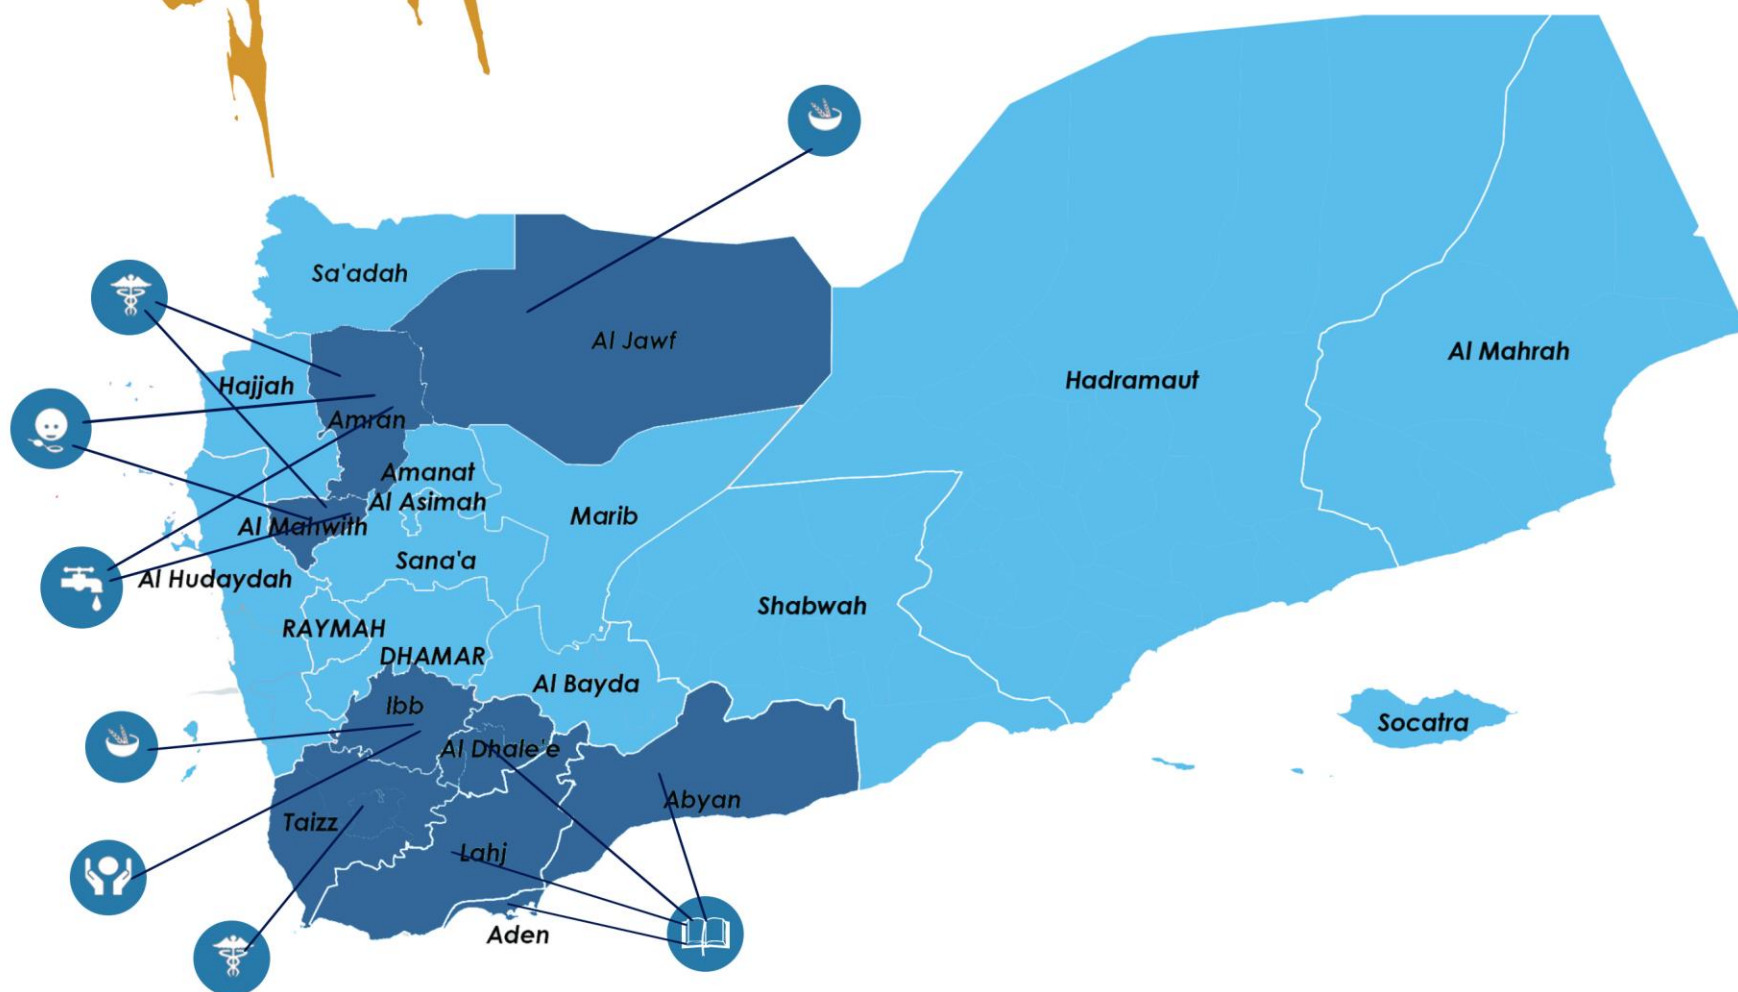 Sa'adah
Al Jawf
Al Mahrah
Hadramaut
Hajjah
Amran
Amanat
Al Asimah
Marib
Al Mahwith
Sana'a
Al Hudaydah
Shabwah
RAYMAH
DHAMAR
Al Bayda
Ibb
Socatra
Al Dhale'e
Abyan
Taizz
Lahj
Aden